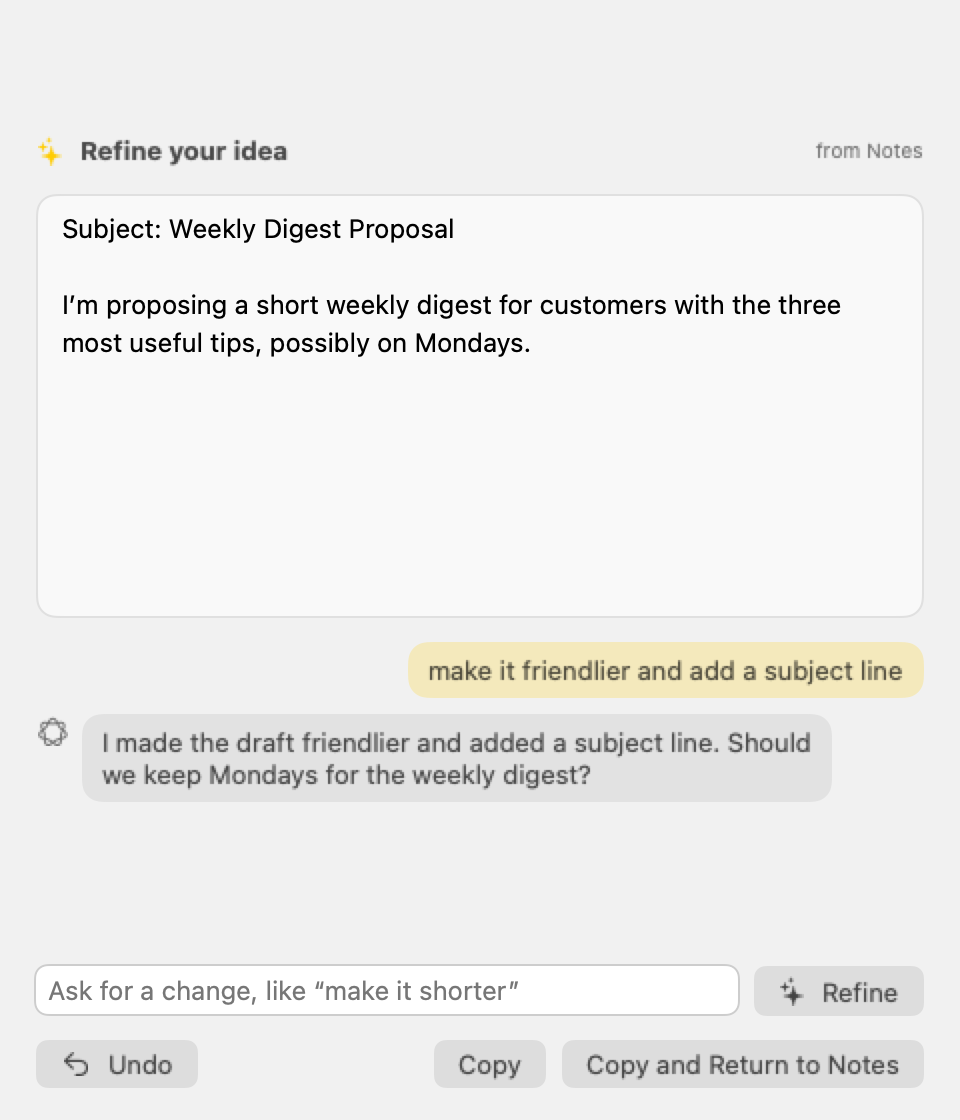 Refine your idea
from Notes
Subject: Weekly Digest Proposal
I’m proposing a short weekly digest for customers with the three
most useful tips, possibly on Mondays.
make it friendlier and add a subject line
I made the draft friendlier and added a subject line. Should
we keep Mondays for the weekly digest?
Ask for a change, like “make it shorter”
Refine
Undo
Copy
Copy and Return to Notes